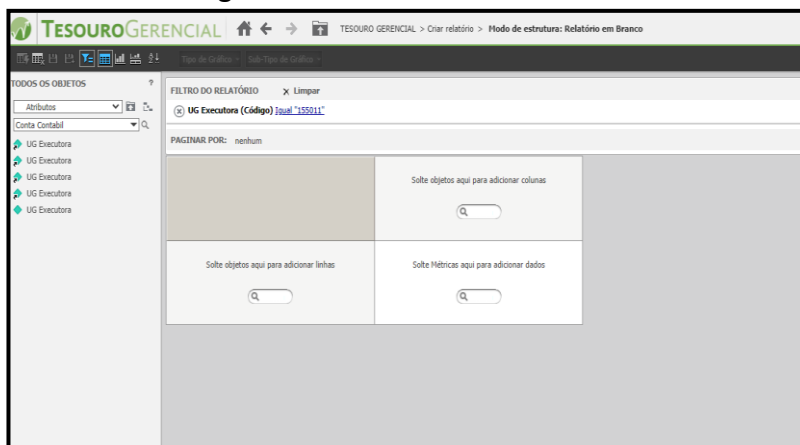 TESOUROGERENCIAL
TESOURO GERENCIAL > Criar relatório > Modo de estrutura: Relatório em Branco
Tipo de Gráfico Sub-Tipo de Gráfico
TODOS OS OBJETOS ?
Atributos
Conta Contabil
UG Executora
UG Executora
UG Executora
UG Executora
UG Executora
FILTRO DO RELATÓRIO x Limpar
UG Executora (Código) Igual "155011"
PAGINAR POR: nenhum
Solte objetos aqui para adicionar colunas
Solte objetos aqui para adicionar linhas
Solte Métricas aqui para adicionar dados